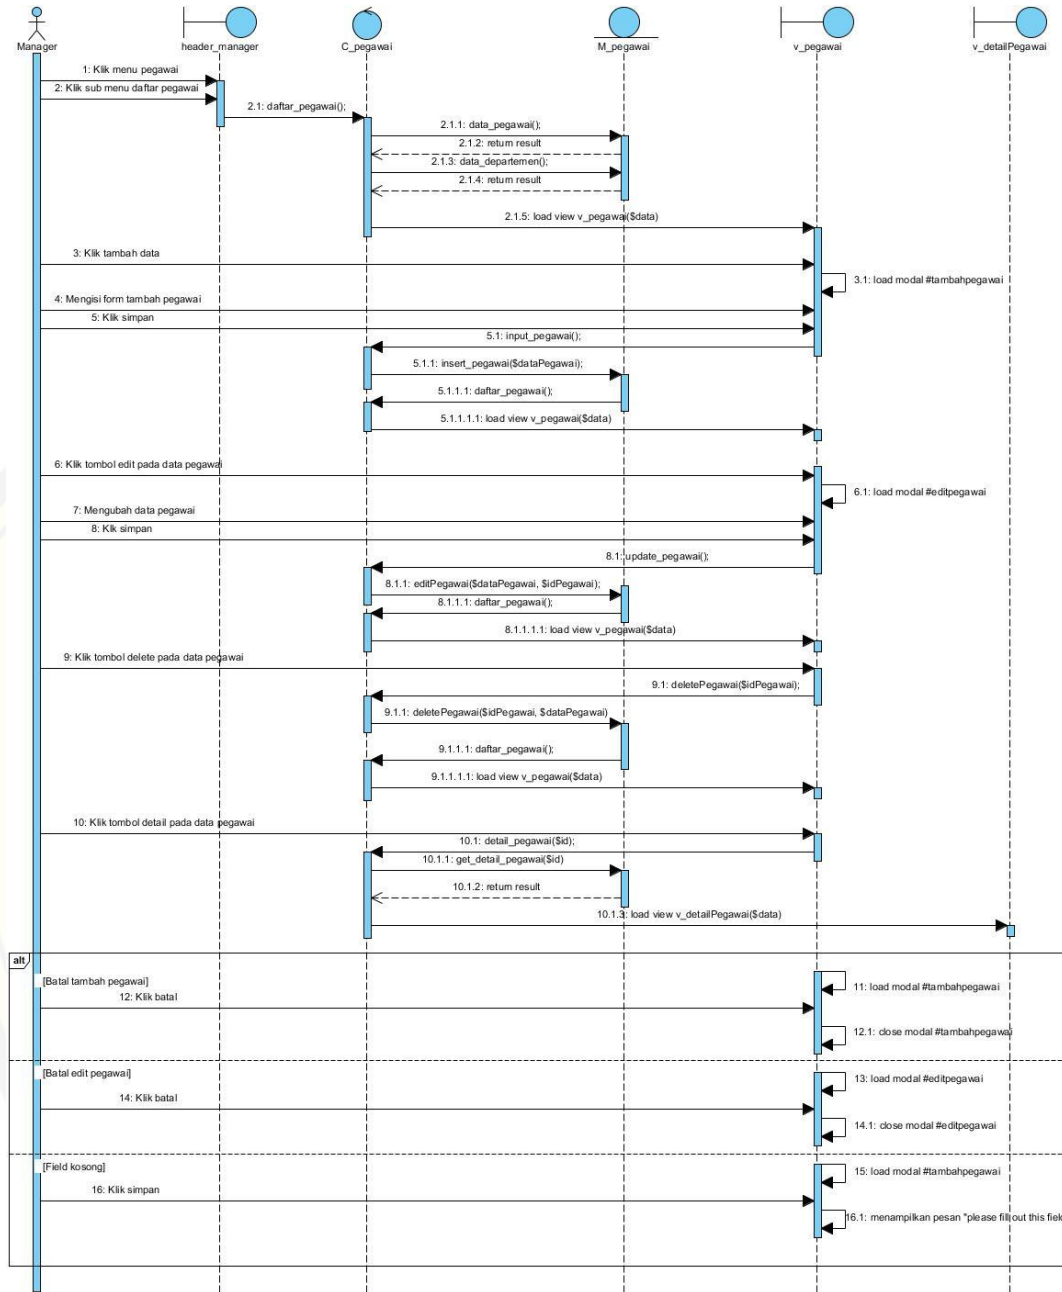 Manager
header_manager
C_pegawai
M_pegawai
v_pegawai
v_detailPegawai
1: Klik menu pegawai
2: Klik sub menu daftar pegawai
2.1: daftar_pegawai();
2.1.1: data_pegawai();
2.1.2: return result
2.1.3: data_departemen();
2.1.4: return result
2.1.5: load view v_pegawai($data)
3: Klik tambah data
3.1: load modal #tambahpegawai
4: Mengisi form tambah pegawai
5: Klik simpan
5.1: input_pegawai();
5.1.1: insert_pegawai($dataPegawai);
5.1.1.1: daftar_pegawai();
5.1.1.1.1: load view v_pegawai($data)
6: Klik tombol edit pada data pegawai
6.1: load modal #editpegawai
7: Mengubah data pegawai
8: Klk simpan
8.1: update_pegawai();
8.1.1: editPegawai($dataPegawai, $idPegawai);
8.1.1.1: daftar_pegawai();
8.1.1.1.1: load view v_pegawai($data)
9: Klik tombol delete pada data pegawai
9.1: deletePegawai($idPegawai);
9.1.1: deletePegawai($idPegawai, $dataPegawai)
9.1.1.1: daftar_pegawai();
9.1.1.1.1: load view v_pegawai($data)
10: Klik tombol detail pada data pegawai
10.1: detail_pegawai($id);
10.1.1: get_detail_pegawai($id)
10.1.2: return result
10.1.3: load view v_detailPegawai($data)
alt
[Batal tambah pegawai]
11: load modal #tambahpegawai
12: Klik batal
12.1: close modal #tambahpegawai
[Batal edit pegawai]
13: load modal #editpegawai
14: Klik batal
14.1: close modal #editpegawai
[Field kosong]
15: load modal #tambahpegawai
16: Klik simpan
16.1: menampilkan pesan "please fill out this fiel